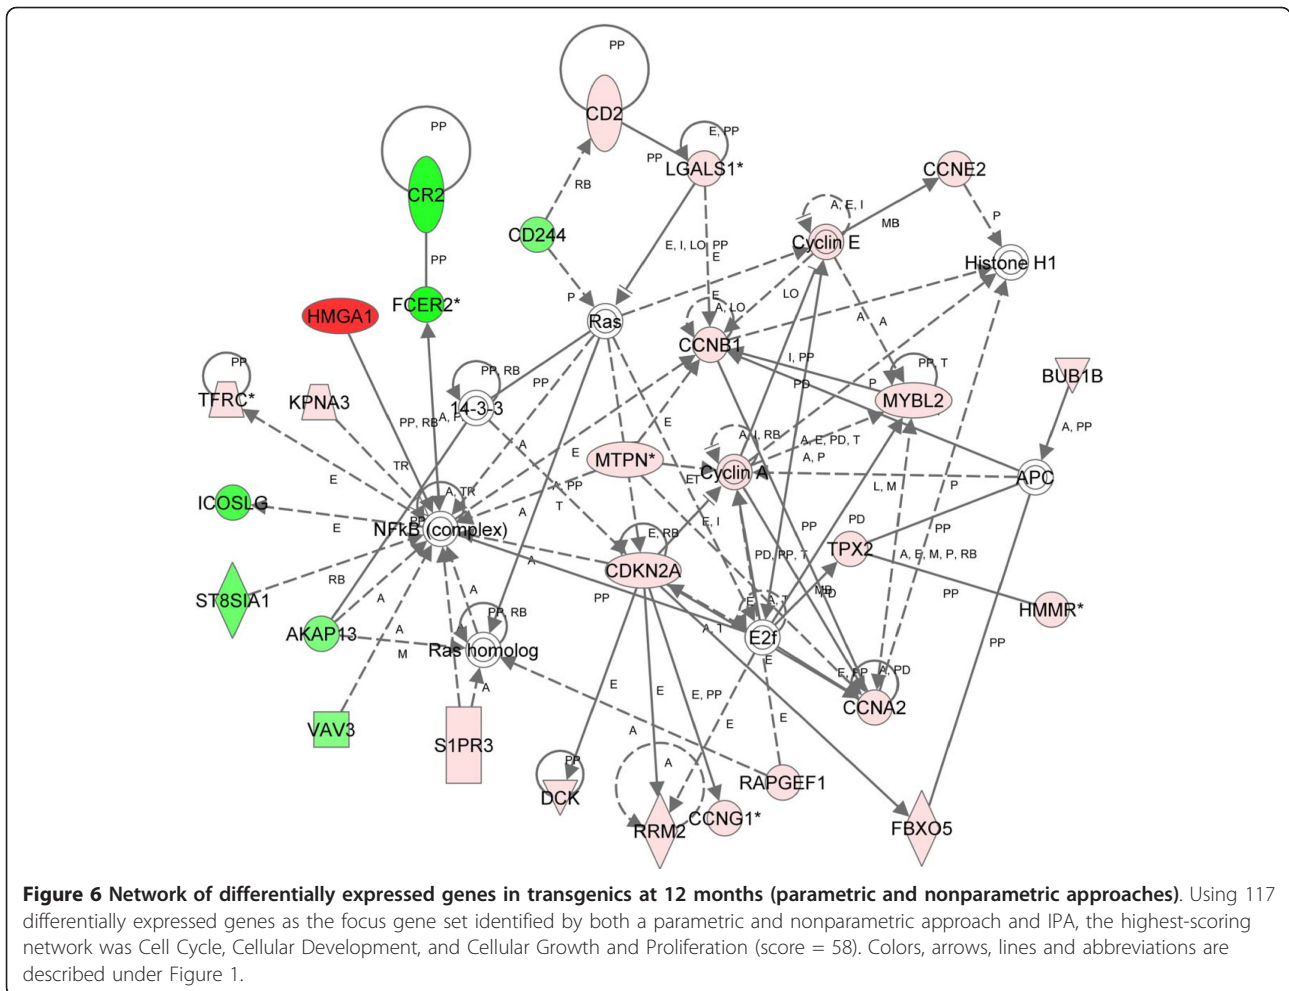 PP
CD2
PP
E, PP
LGALS1*
CCNE2
PP
CR2
RB
CD244
A, E, I
MB
P
Cyclin E
Histone H1
PP
E, I, LO
PP
E
LO
P
FCER2*
HMGA1
Ras
E
A, LO
A
A
CCNB1
PP
PP, RB
PP
I, PP
PD
P
PP, T
BUB1B
TFRC*
KPNA3
14-3-3
MYBL2
PP, RB
E
A, I, RB
A, E, PD, T
A, P
A, PP
TR
A
E
MTPN*
Cyclin A
APC
E
A, TR
PP
T
L, M
P
ICOSLG
NFkB (complex)
E
A
E, RB
E, I
PP
PD
PP
TPX2
A, E, M, P, RB
ST8SIA1
RB
A
A
A
CDKN2A
PD, PP, T
PP
MB
PP
HMMR*
AKAP13
A
M
PP, RB
Ras homolog
A, T
A, T
E2f
PP
A
E
E
E, PP
E
E, PP
A, PD
CCNA2
VAV3
S1PR3
A
E
E
PP
DCK
A
RRM2
CCNG1*
RAPGEF1
FBXO5
Figure 6 Network of differentially expressed genes in transgenics at 12 months (parametric and nonparametric approaches). Using 117
differentially expressed genes as the focus gene set identified by both a parametric and nonparametric approach and IPA, the highest-scoring
network was Cell Cycle, Cellular Development, and Cellular Growth and Proliferation (score = 58). Colors, arrows, lines and abbreviations are
described under Figure 1.